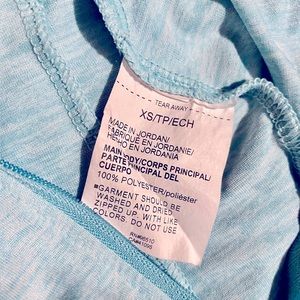 TEAR AWAY
XS/TP/ECH
MADE IN JORDAN/
FABRIQUÉ EN JORDANIE/
HECHO EN JORDANIA
MAIN BODY/CORPS PRINCIPAL/
PARTE PRINCIPAL DEL
CUERPO
100% POLYESTER/poliéster
*GARMENT SHOULD BE
WASHED AND DRIED
ZIPPED UP. WITH LIKE
COLORS. DO NOT USE